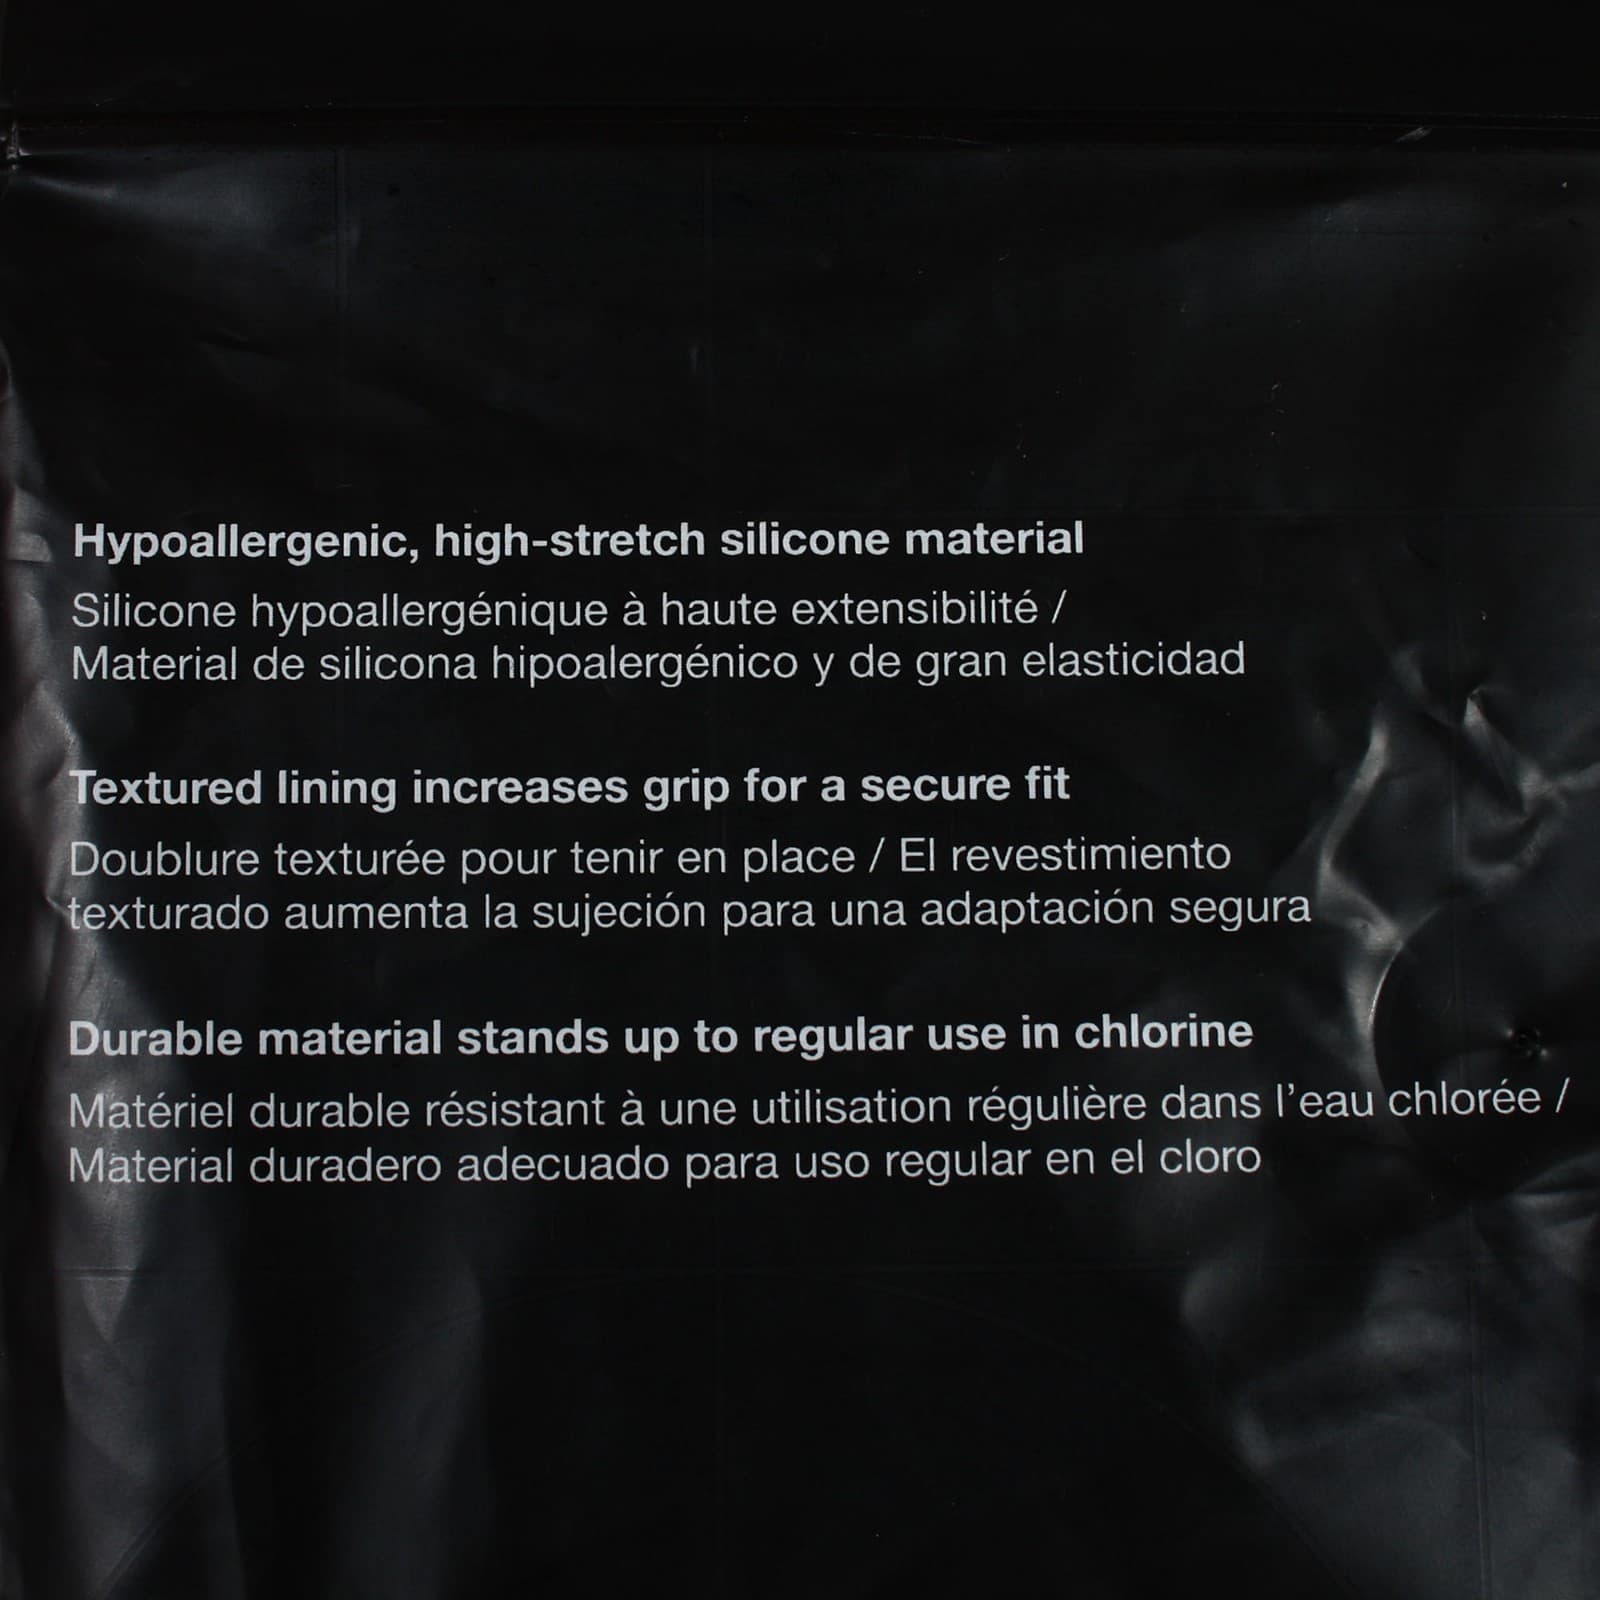 Hypoallergenic, high-stretch silicone material
Silicone hypoallergénique à haute extensibilité /
Material de silicona hipoalergénico y de gran elasticidad
Textured lining increases grip for a secure fit
Doublure texturée pour tenir en place / El revestimiento
texturado aumenta la sujeción para una adaptación segura
Durable material stands up to regular use in chlorine
Matériel durable résistant à une utilisation régulière dans l'eau chlorée /
Material duradero adecuado para uso regular en el cloro